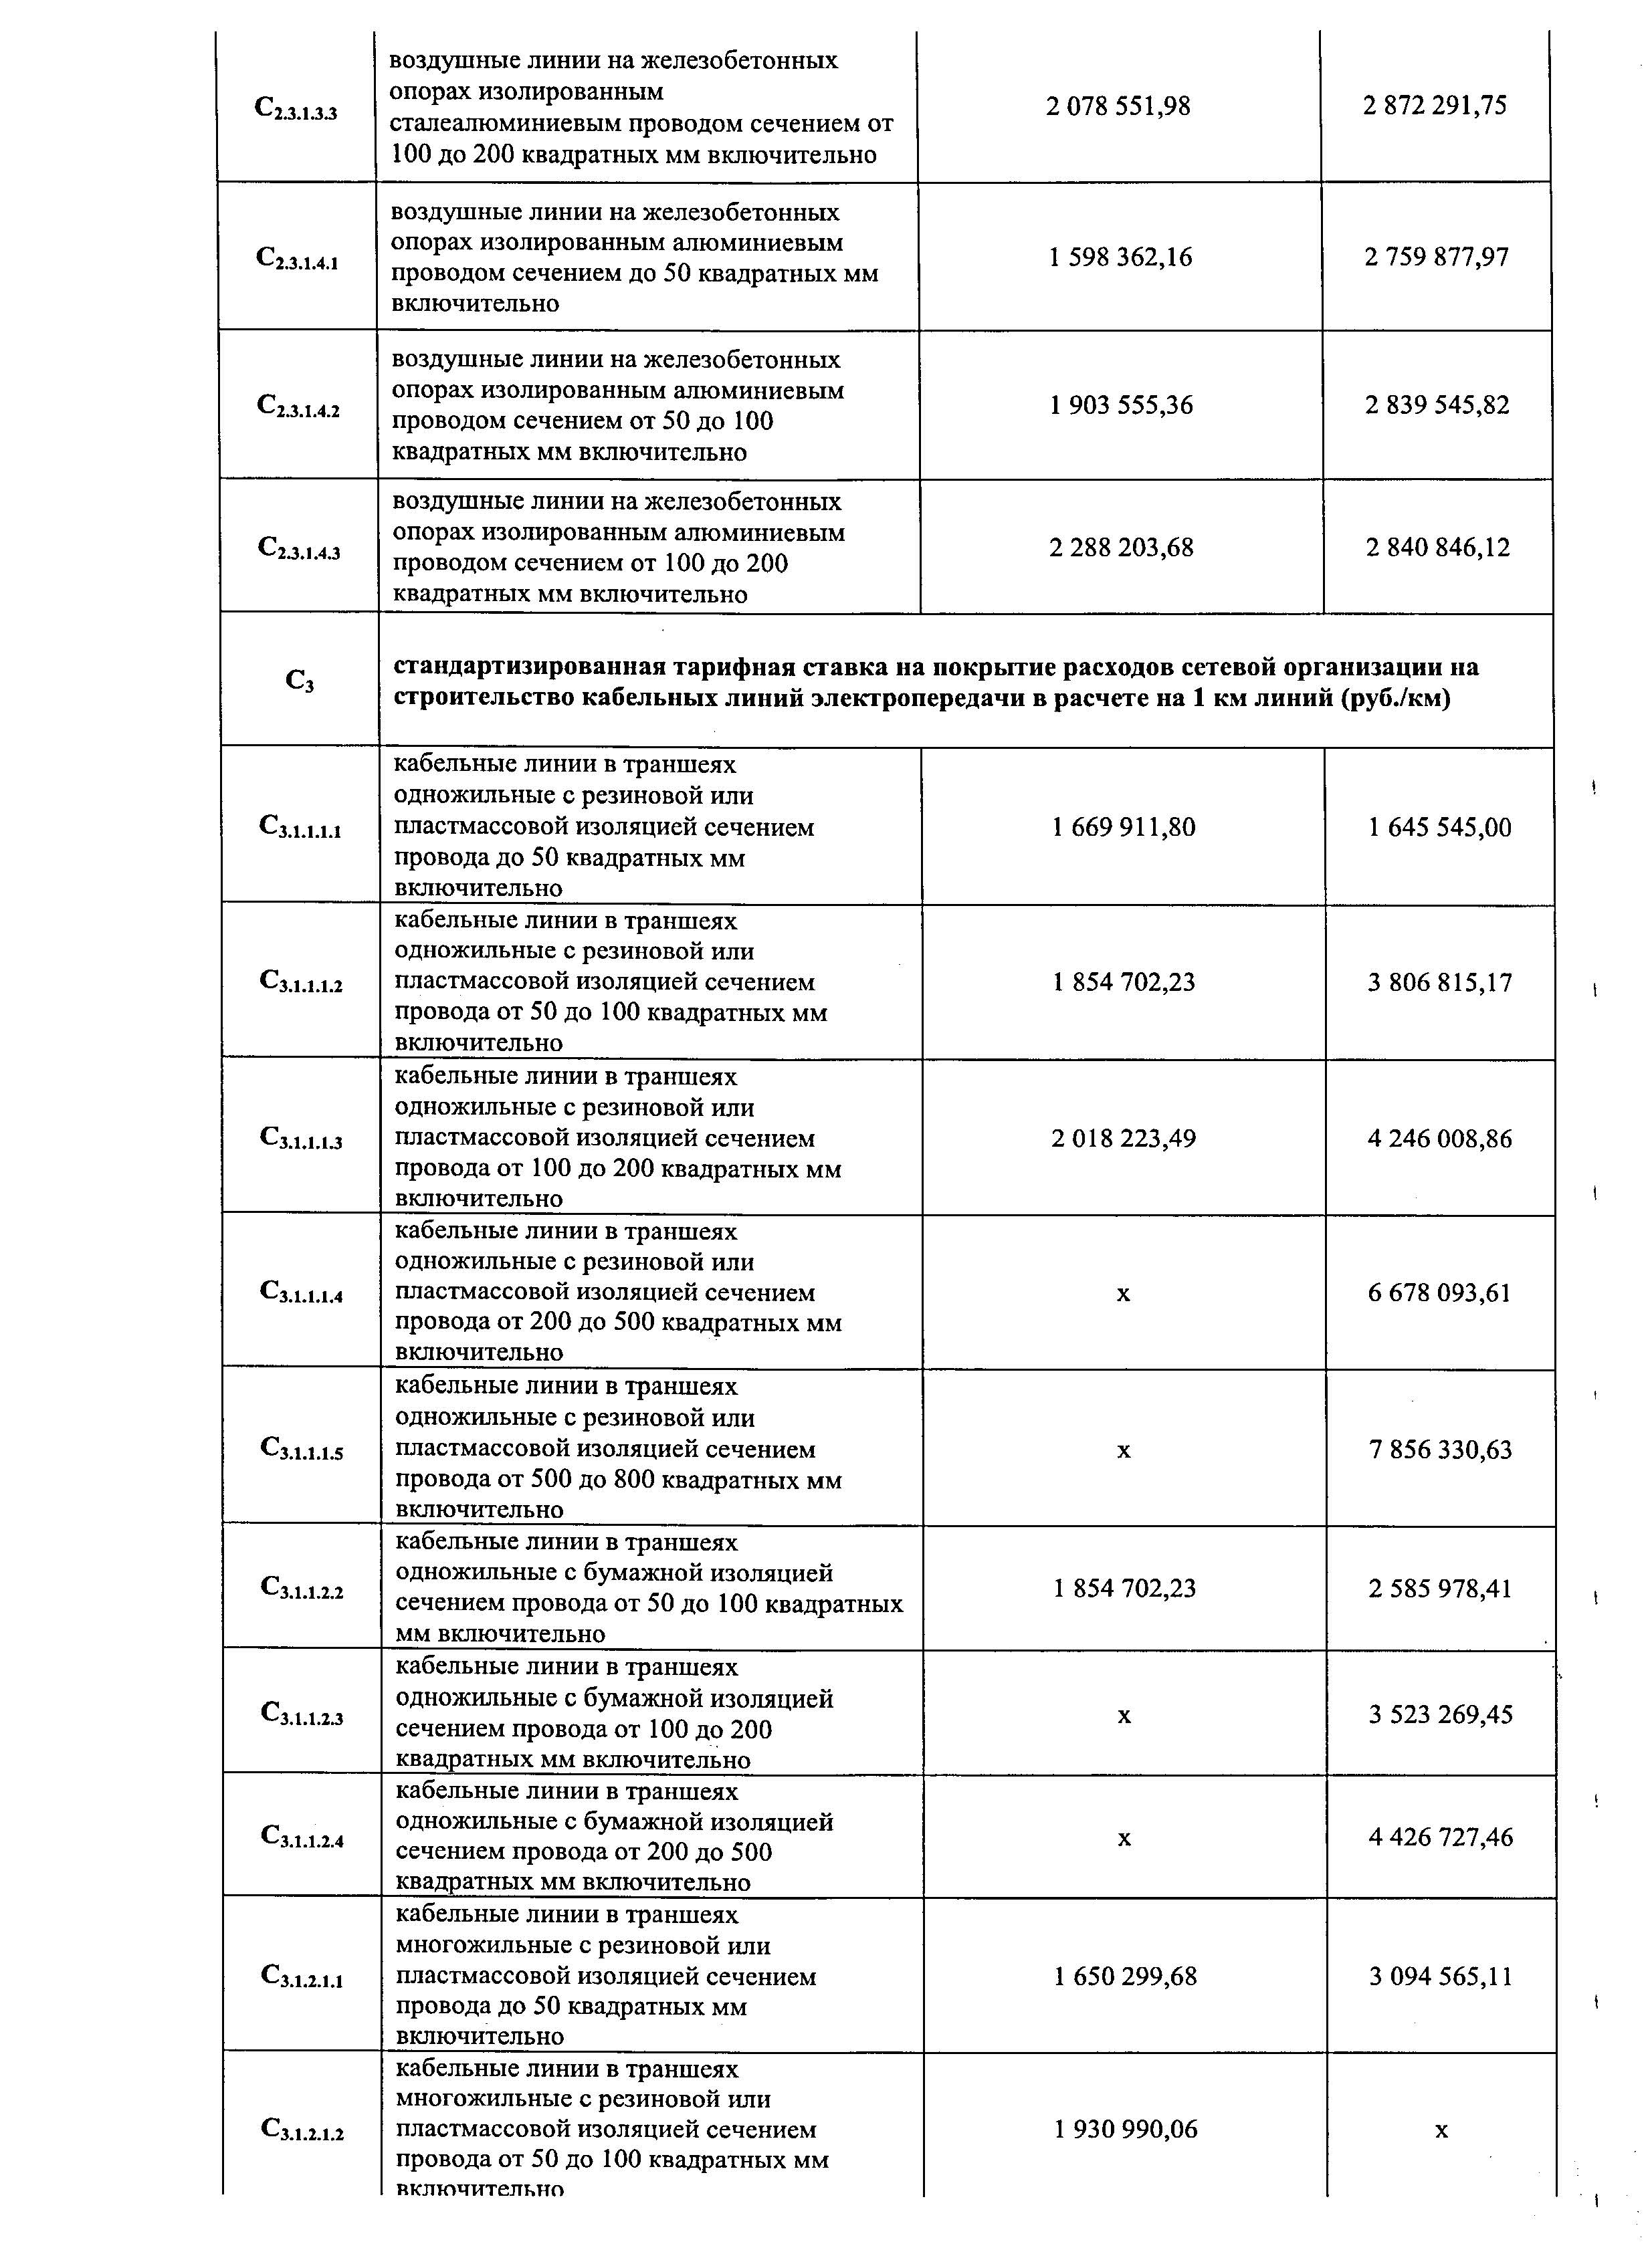 C2.3.1.3.3
воздушные линии на железобетонных
опорах изолированным
сталеалюминиевым проводом сечением от
100 до 200 квадратных мм включительно
2 078 551,98
2 872 291,75
C2.3.1.4.1
воздушные линии на железобетонных
опорах изолированным алюминиевым
проводом сечением до 50 квадратных мм
включительно
1 598 362,16
2 759 877,97
C2.3.1.4.2
воздушные линии на железобетонных
опорах изолированным алюминиевым
проводом сечением от 50 до 100
квадратных мм включительно
1 903 555,36
2 839 545,82
C2.3.1.4.3
воздушные линии на железобетонных
опорах изолированным алюминиевым
проводом сечением от 100 до 200
квадратных мм включительно
2 288 203,68
2 840 846,12
C3
стандартизированная тарифная ставка на покрытие расходов сетевой организации на
строительство кабельных линий электропередачи в расчете на 1 км линий (руб./км)
C3.1.1.1.1
кабельные линии в траншеях
одножильные с резиновой или
пластмассовой изоляцией сечением
провода до 50 квадратных мм
включительно
1 669 911,80
1 645 545,00
C3.1.1.1.2
кабельные линии в траншеях
одножильные с резиновой или
пластмассовой изоляцией сечением
провода от 50 до 100 квадратных мм
включительно
1 854 702,23
3 806 815,17
C3.1.1.1.3
кабельные линии в траншеях
одножильные с резиновой или
пластмассовой изоляцией сечением
провода от 100 до 200 квадратных мм
включительно
2 018 223,49
4 246 008,86
C3.1.1.1.4
кабельные линии в траншеях
одножильные с резиновой или
пластмассовой изоляцией сечением
провода от 200 до 500 квадратных мм
включительно
х
6 678 093,61
C3.1.1.1.5
кабельные линии в траншеях
одножильные с резиновой или
пластмассовой изоляцией сечением
провода от 500 до 800 квадратных мм
включительно
х
7 856 330,63
C3.1.1.2.2
кабельные линии в траншеях
одножильные с бумажной изоляцией
сечением провода от 50 до 100 квадратных
мм включительно
1 854 702,23
2 585 978,41
C3.1.1.2.3
кабельные линии в траншеях
одножильные с бумажной изоляцией
сечением провода от 100 до 200
квадратных мм включительно
х
3 523 269,45
C3.1.1.2.4
кабельные линии в траншеях
одножильные с бумажной изоляцией
сечением провода от 200 до 500
квадратных мм включительно
х
4 426 727,46
C3.1.2.1.1
кабельные линии в траншеях
многожильные с резиновой или
пластмассовой изоляцией сечением
провода до 50 квадратных мм
включительно
1 650 299,68
3 094 565,11
C3.1.2.1.2
кабельные линии в траншеях
многожильные с резиновой или
пластмассовой изоляцией сечением
провода от 50 до 100 квадратных мм
включительно
1 930 990,06
х